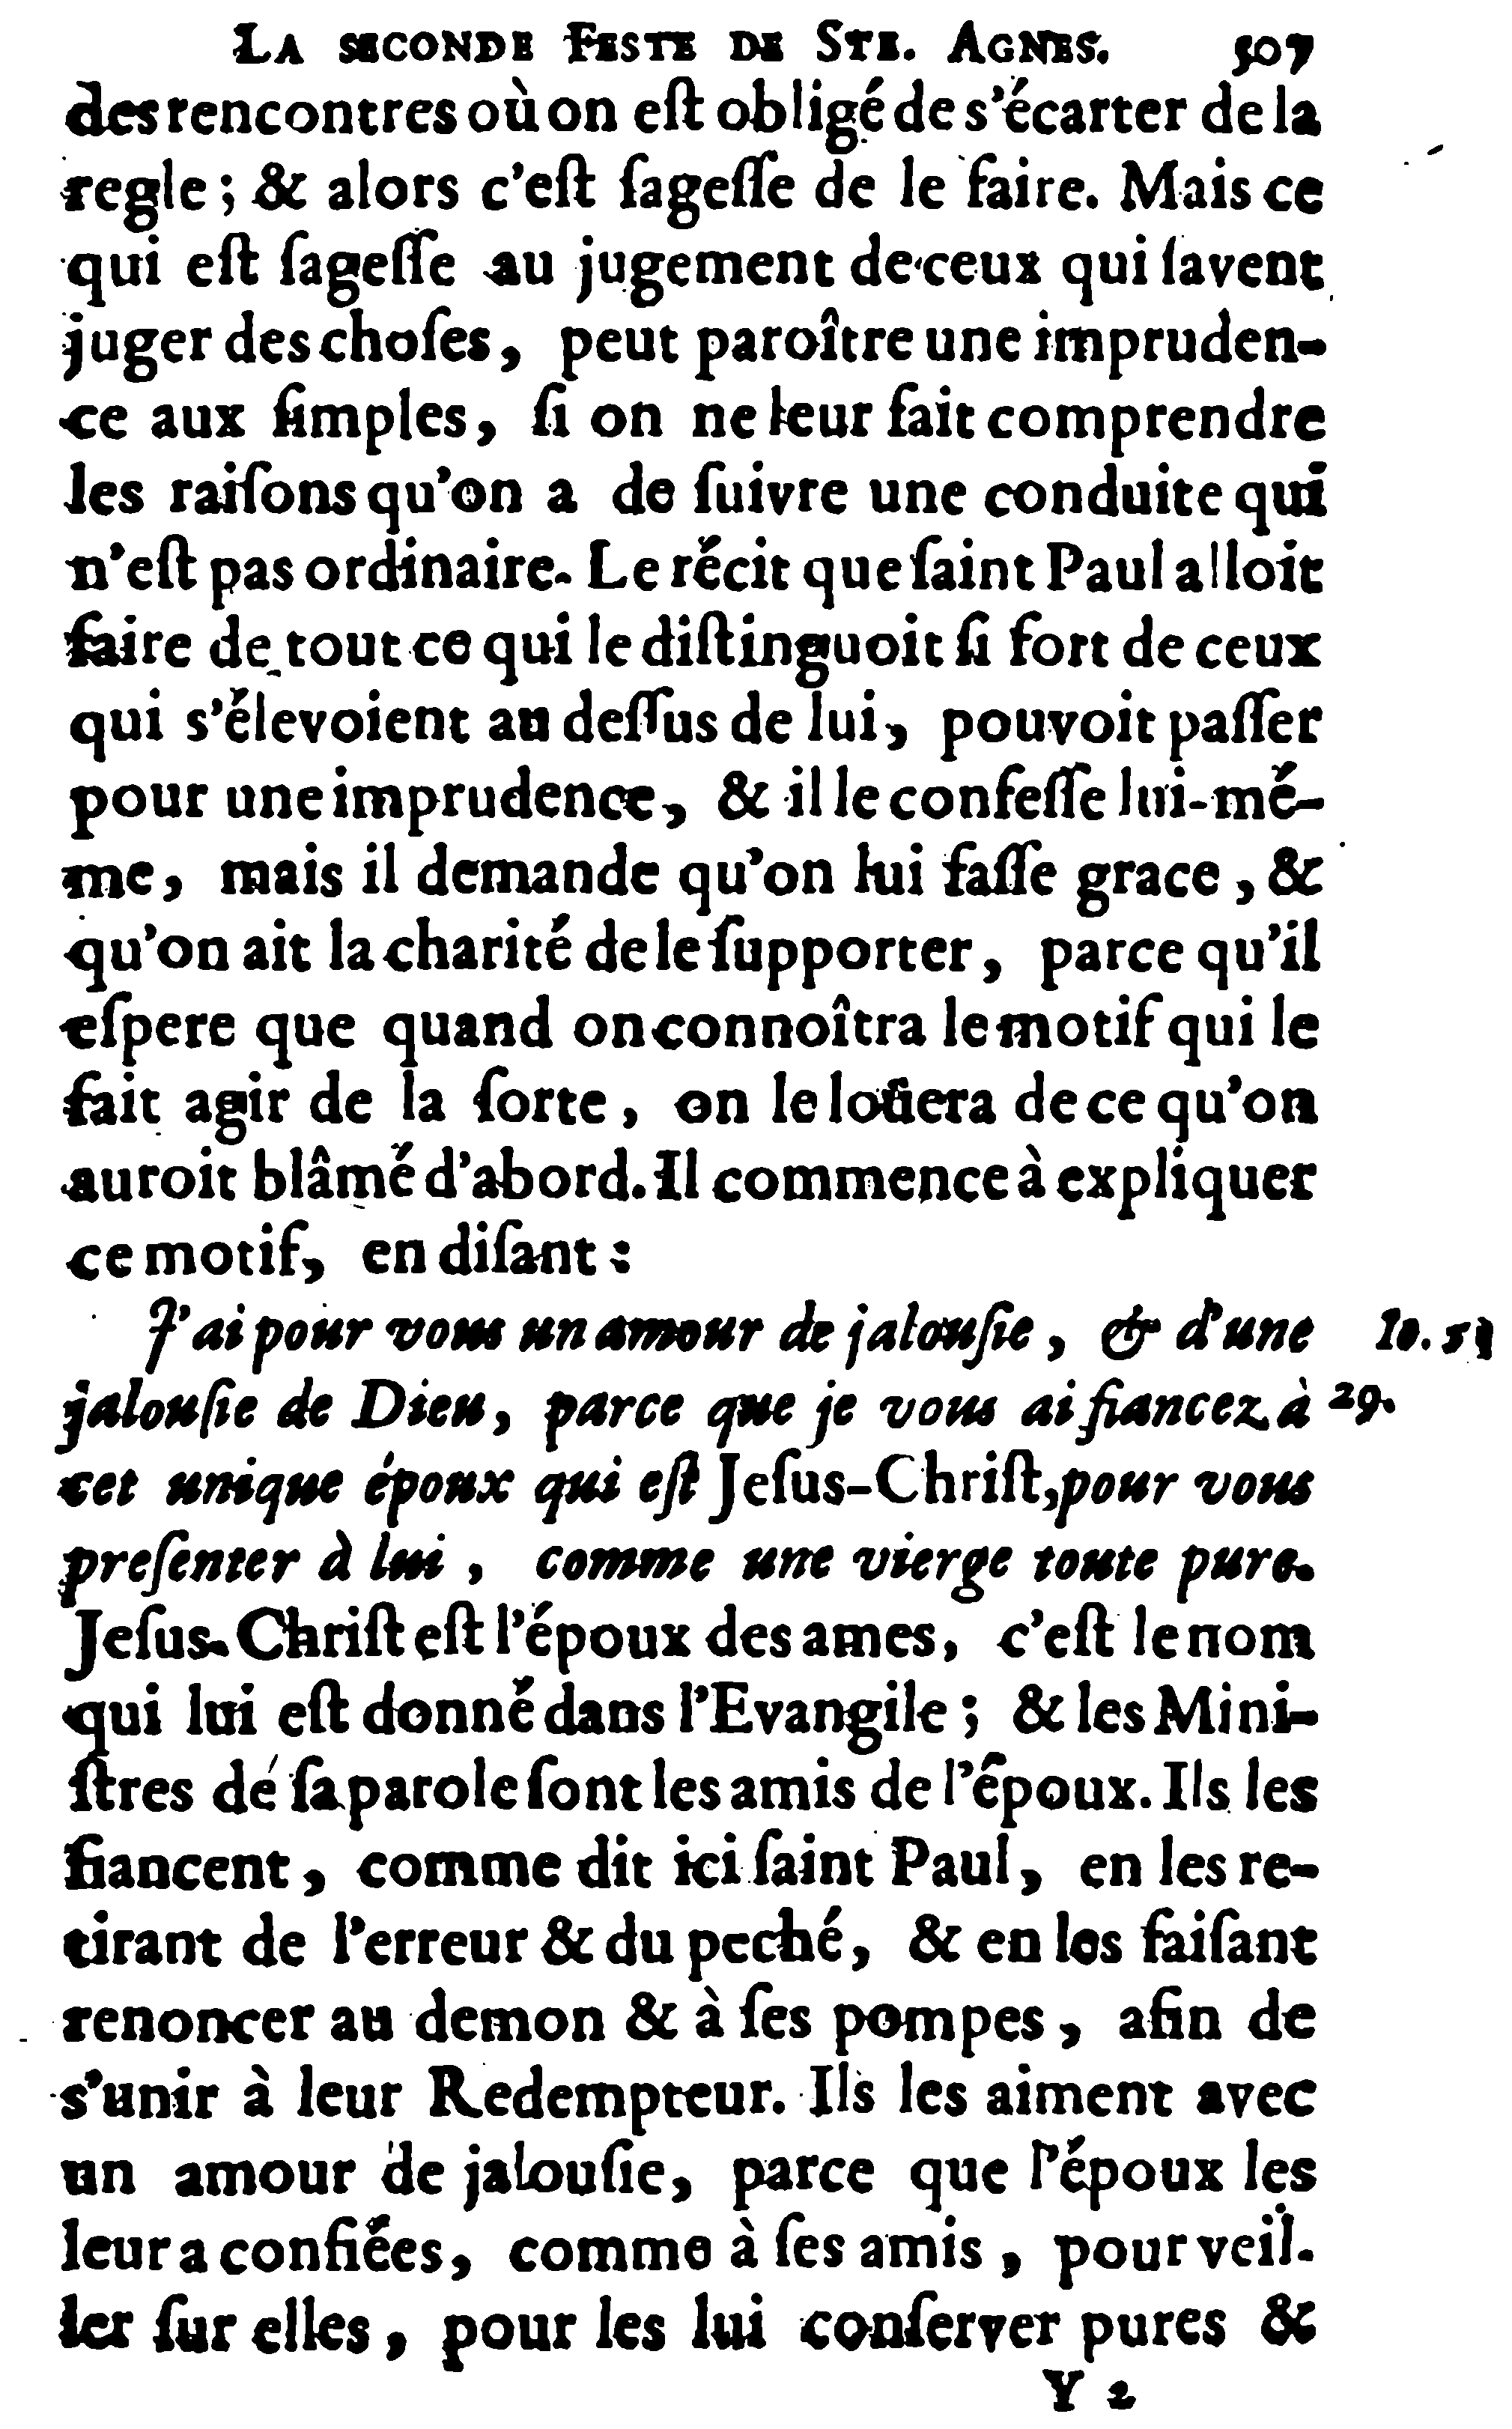 LA SECONDE FESTE DE STE. AGNES. 507
des rencontres où on eſt obligé de s'écarter de la
regle ; & alors c'eſt ſageſſe de le faire. Mais ce
qui eſt ſageſſe au jugement de ceux qui ſavent
juger des choſes, peut paroître une impruden-
ce aux ſimples, ſi on ne leur fait comprendre
les raiſons qu'on a de ſuivre une conduite qui
n'eſt pas ordinaire. Le récit que ſaint Paul alloit
faire de tout ce qui le diſtinguoit ſi fort de ceux
qui s'élevoient au deſſus de lui, pouvoit paſſer
pour une imprudence, & il le confeſſe lui-mé-
me, mais il demande qu'on lui faſſe grace, &
qu'on ait la charité de le ſupporter, parce qu'il
eſpere que quand on connoîtra le motif qui le
fait agir de la ſorte, on le loüera de ce qu'on
auroit blâmé d'abord. Il commence à expliquer
ce motif, en diſant :
J'ai pour vous un amour de jalouſie, & d'une Io. 3.
jalouſie de Dieu, parce que je vous ai fiancez à 29.
cet unique époux qui eſt Jeſus-Chriſt, pour vous
preſenter à lui, comme une vierge toute pure.
Jeſus-Chriſt eſt l'époux des ames, c'eſt le nom
qui lui eſt donné dans l'Evangile ; & les Mini-
ſtres de ſa parole ſont les amis de l'époux. Ils les
fiancent, comme dit ici ſaint Paul, en les re-
tirant de l'erreur & du peché, & en les faiſant
renoncer au demon & à ſes pompes, afin de
s'unir à leur Redempteur. Ils les aiment avec
un amour de jalouſie, parce que l'époux les
leur a confiées, comme à ſes amis, pour veil-
ler ſur elles, pour les lui conſerver pures &
Y 2